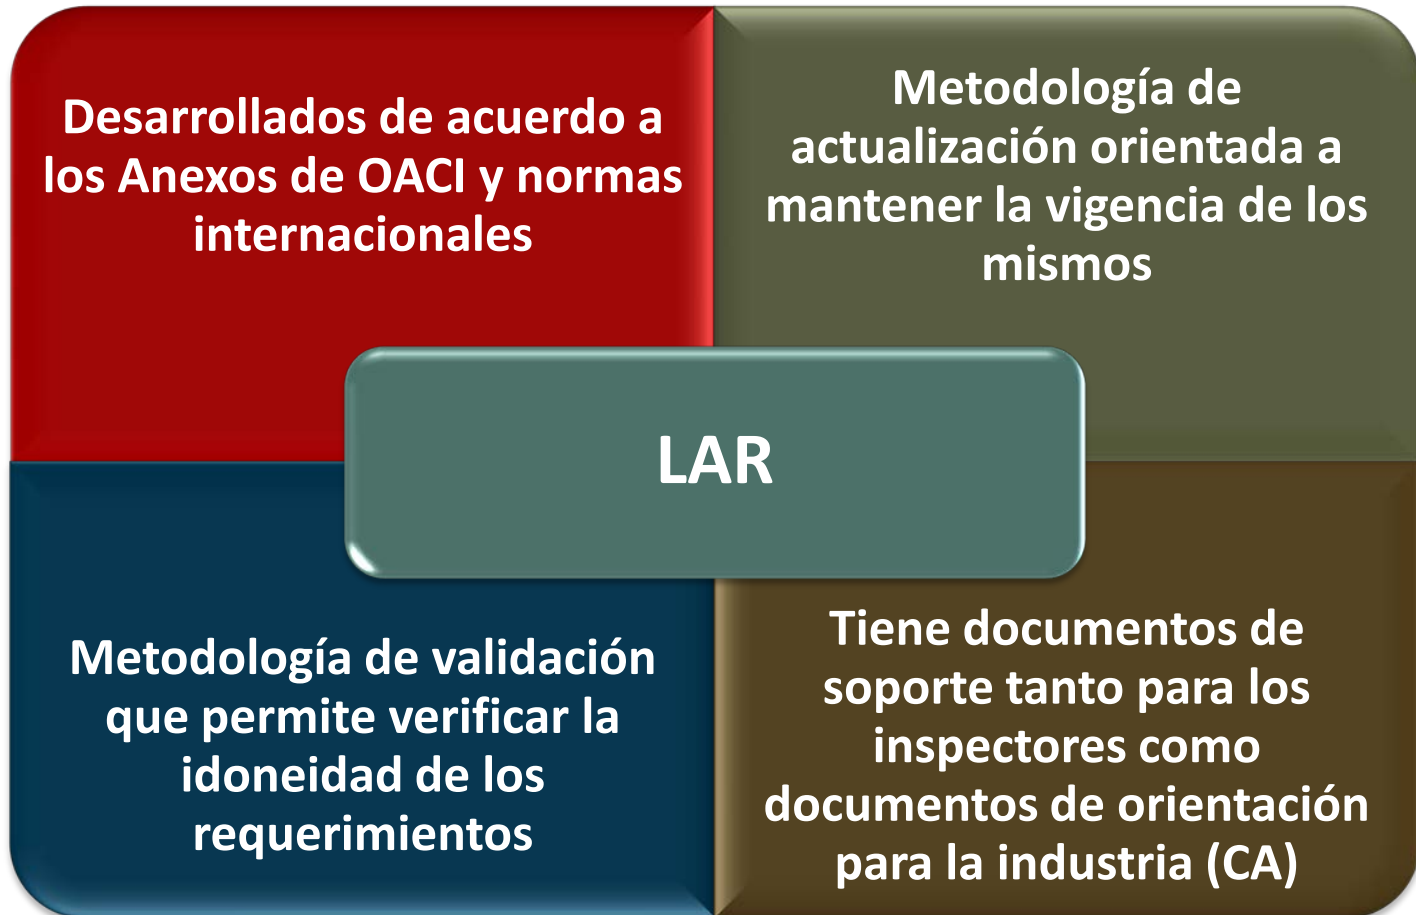 Desarrollados de acuerdo a
los Anexos de OACI y normas
internacionales
Metodología de
actualización orientada a
mantener la vigencia de los
mismos
LAR
Metodología de validación
que permite verificar la
idoneidad de los
requerimientos
Tiene documentos de
soporte tanto para los
inspectores como
documentos de orientación
para la industria (CA)